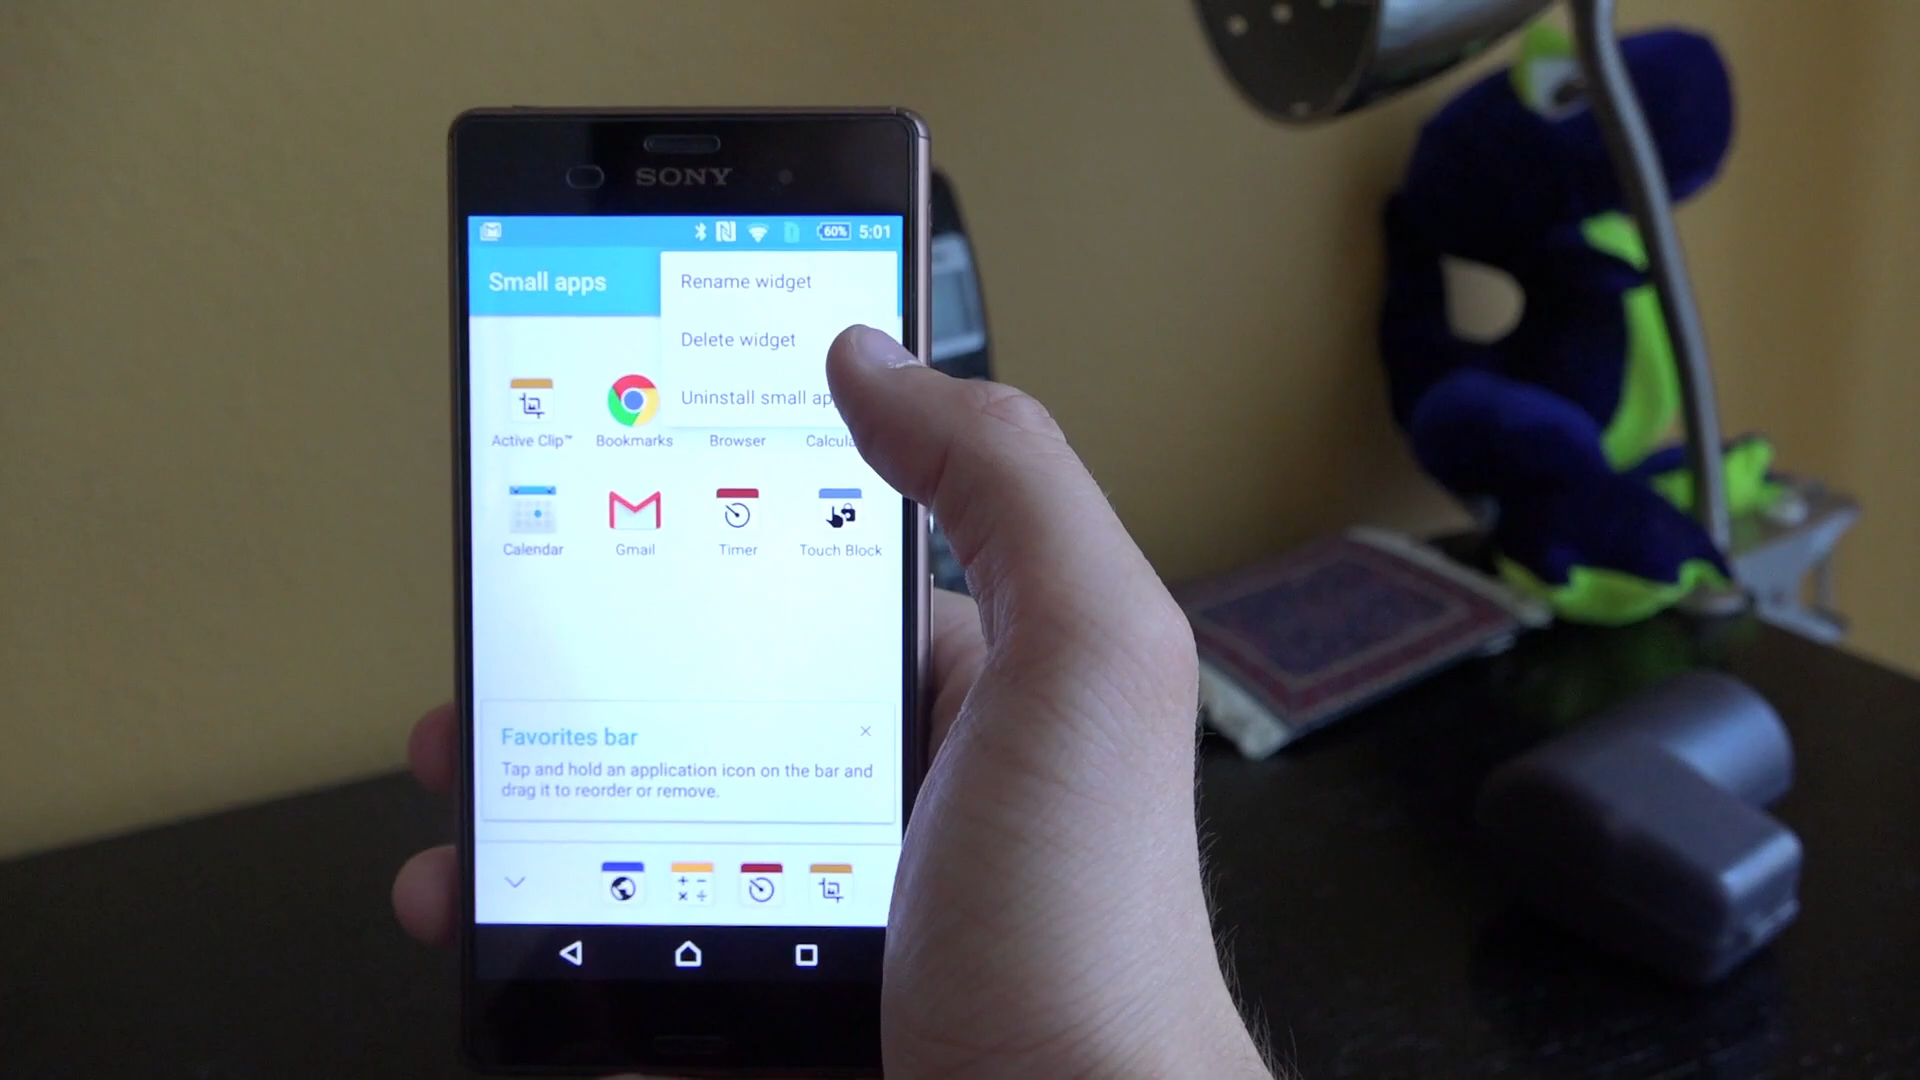 SONY
60% 5:01
Small apps
Rename widget
Delete widget
Uninstall small
Active Clip™ Bookmarks Browser
Calendar Gmail Timer Touch Block
Favorites bar
Tap and hold an application icon on the bar and
drag it to reorder or remove.